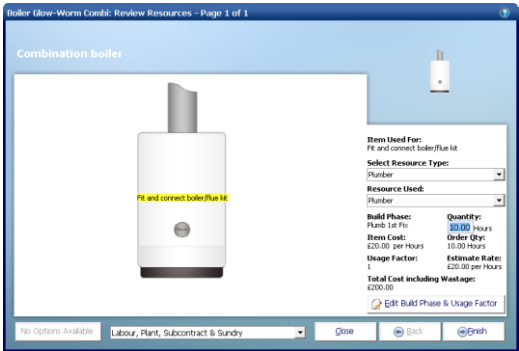 Boiler Glow-Worm Combi: Review Resources - Page 1 of 1
?
Combination boiler
Fit and connect boiler/flue kit
Item Used For:
Fit and connect boiler/flue kit
Select Resource Type:
Plumber
Resource Used:
Plumber
Build Phase: Quantity:
Plumb 1st Fix 10.00 Hours
Item Cost: Order Qty:
£20.00 per Hours 10.00 Hours
Usage Factor: Estimate Rate:
1 £20.00 per Hours
Total Cost including Wastage:
£200.00
Edit Build Phase & Usage Factor
No Options Available Labour, Plant, Subcontract & Sundry Close Back Finish